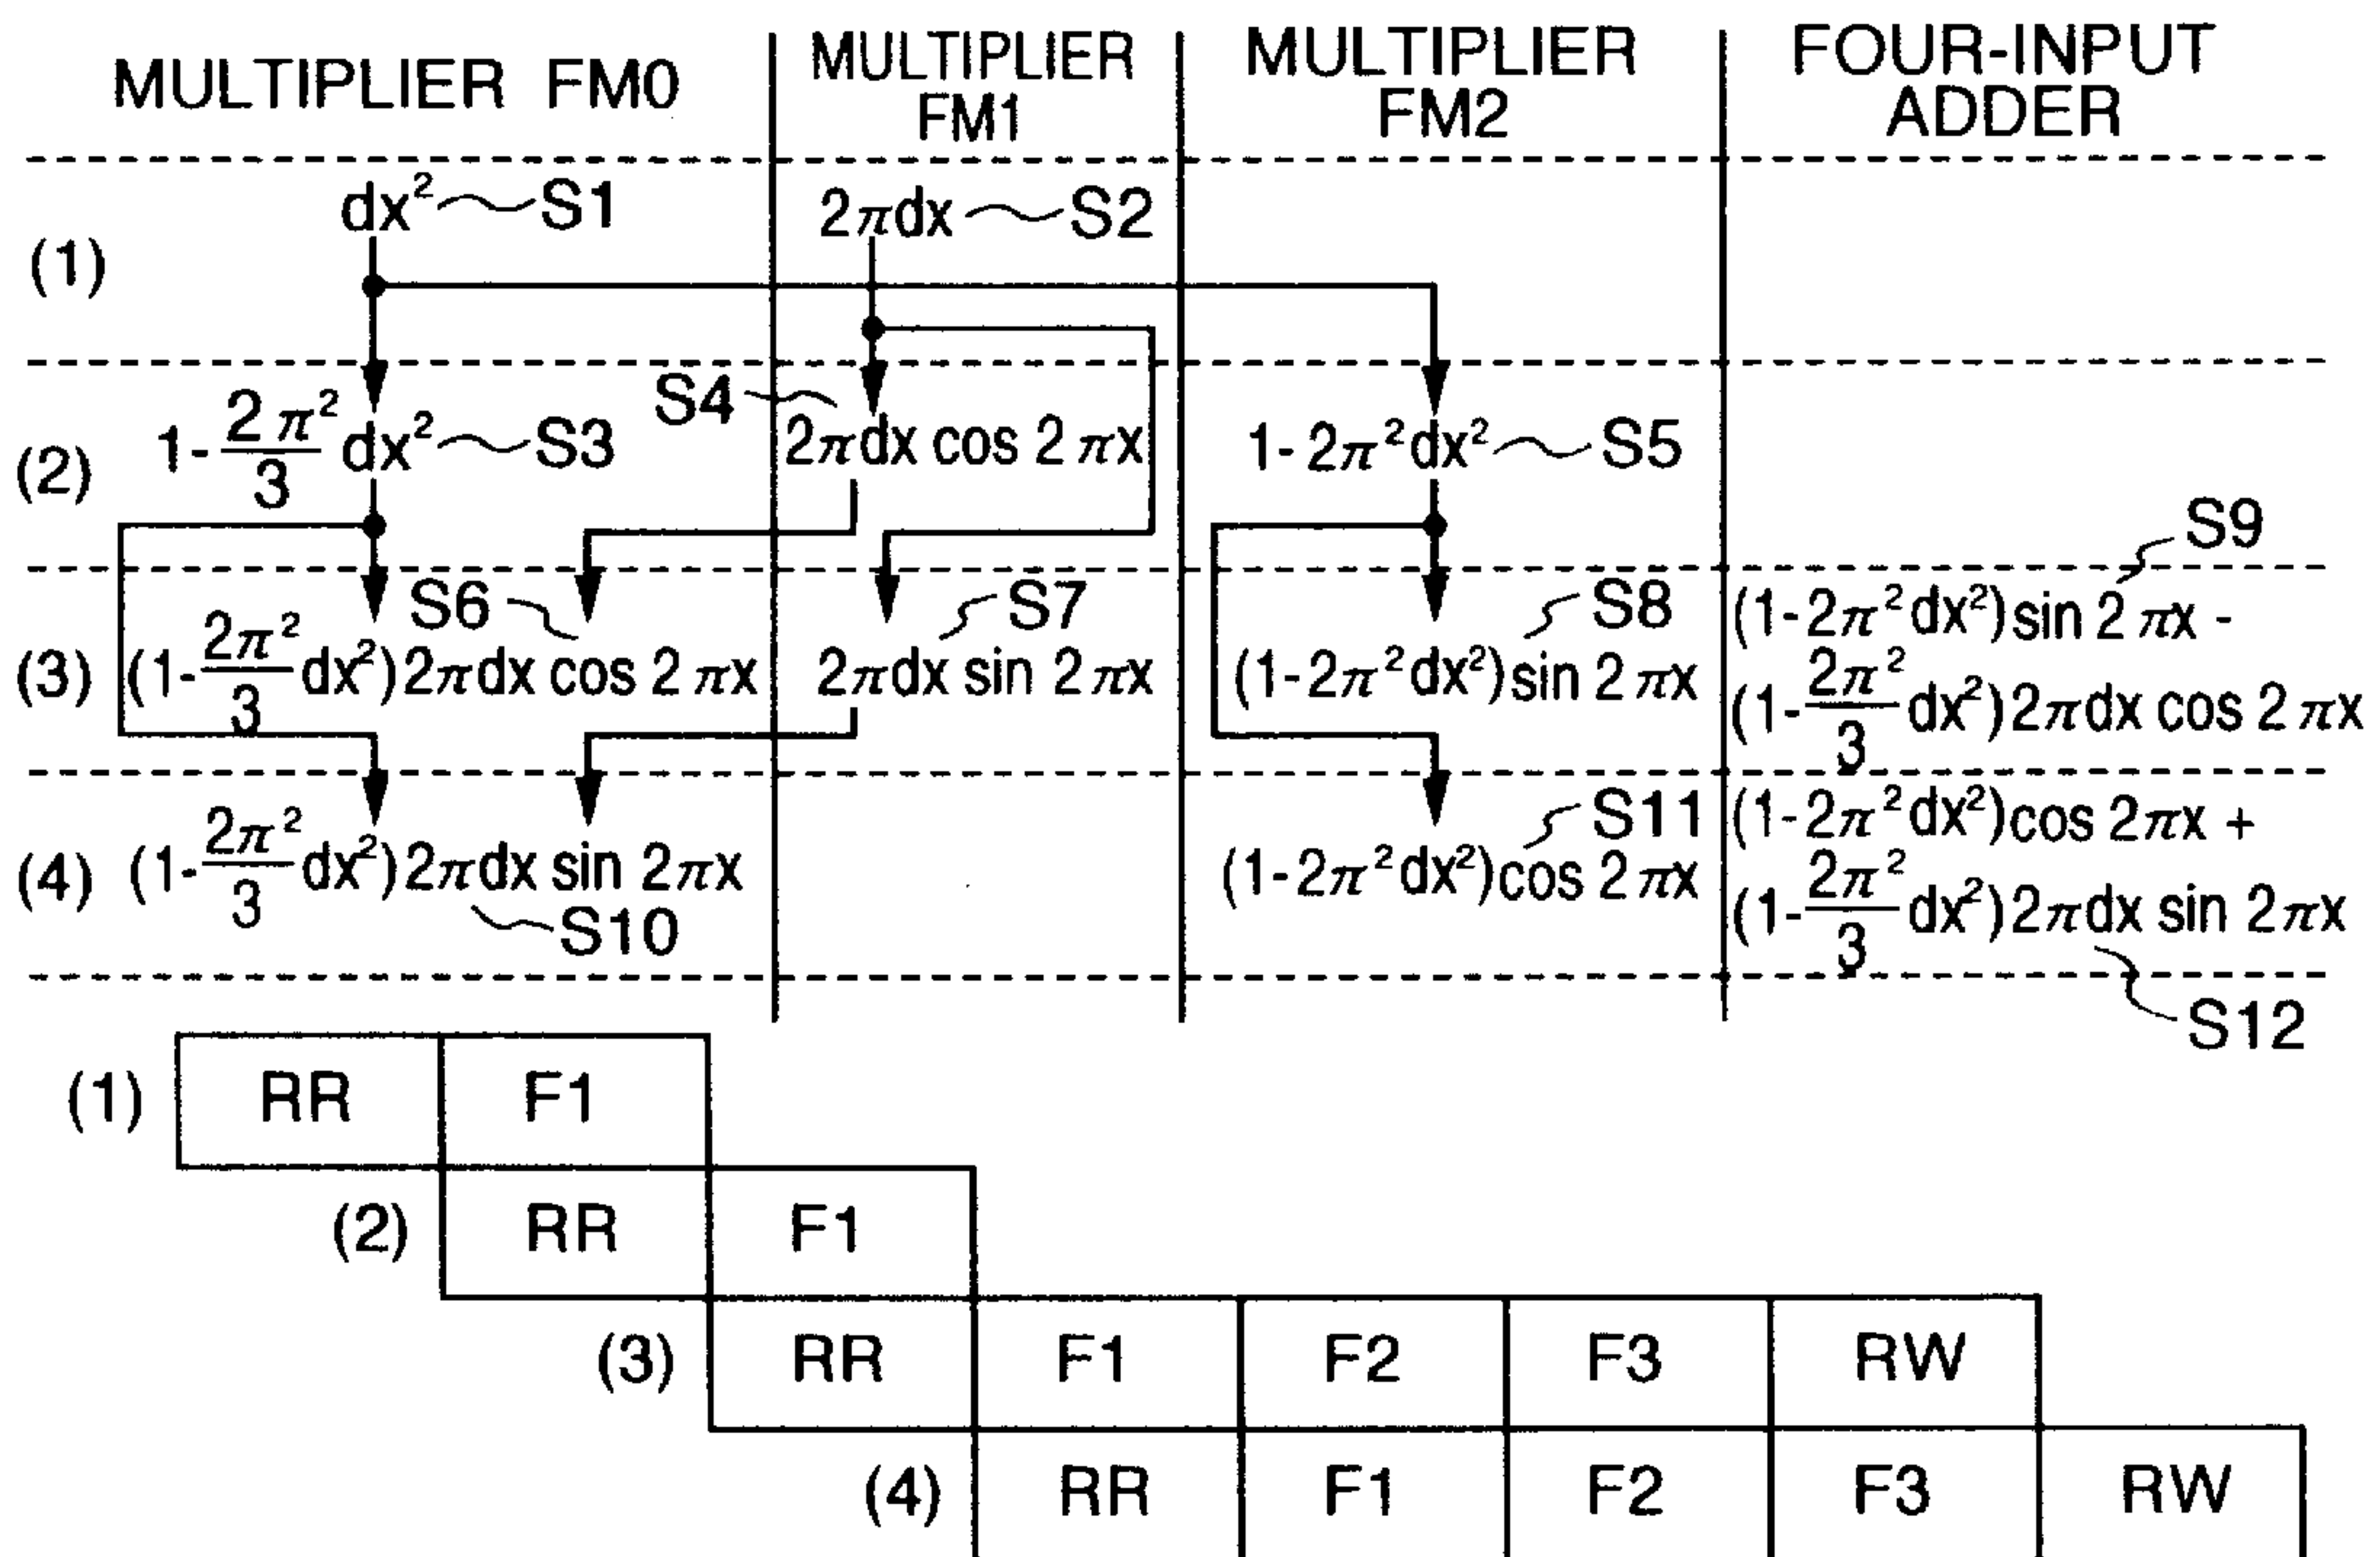 MULTIPLIER FM0
MULTIPLIER
FM1
MULTIPLIER
FM2
FOUR-INPUT
ADDER
(1)
dx² S1
2πdx S2
(2)
1-2π²/3 dx² S3
S4
2πdx cos 2πx
1-2π²dx² S5
(3)
S6
(1-2π²/3 dx²)2πdx cos 2πx
S7
2πdx sin 2πx
S8
(1-2π²dx²)sin 2πx
S9
(1-2π²dx²)sin 2πx -
(1-2π²/3 dx²)2πdx cos 2πx
(4)
(1-2π²/3 dx²)2πdx sin 2πx
S10
S11
(1-2π²dx²)cos 2πx
(1-2π²dx²)cos 2πx +
(1-2π²/3 dx²)2πdx sin 2πx
S12
(1) RR F1
(2) RR F1
(3) RR F1 F2 F3 RW
(4) RR F1 F2 F3 RW